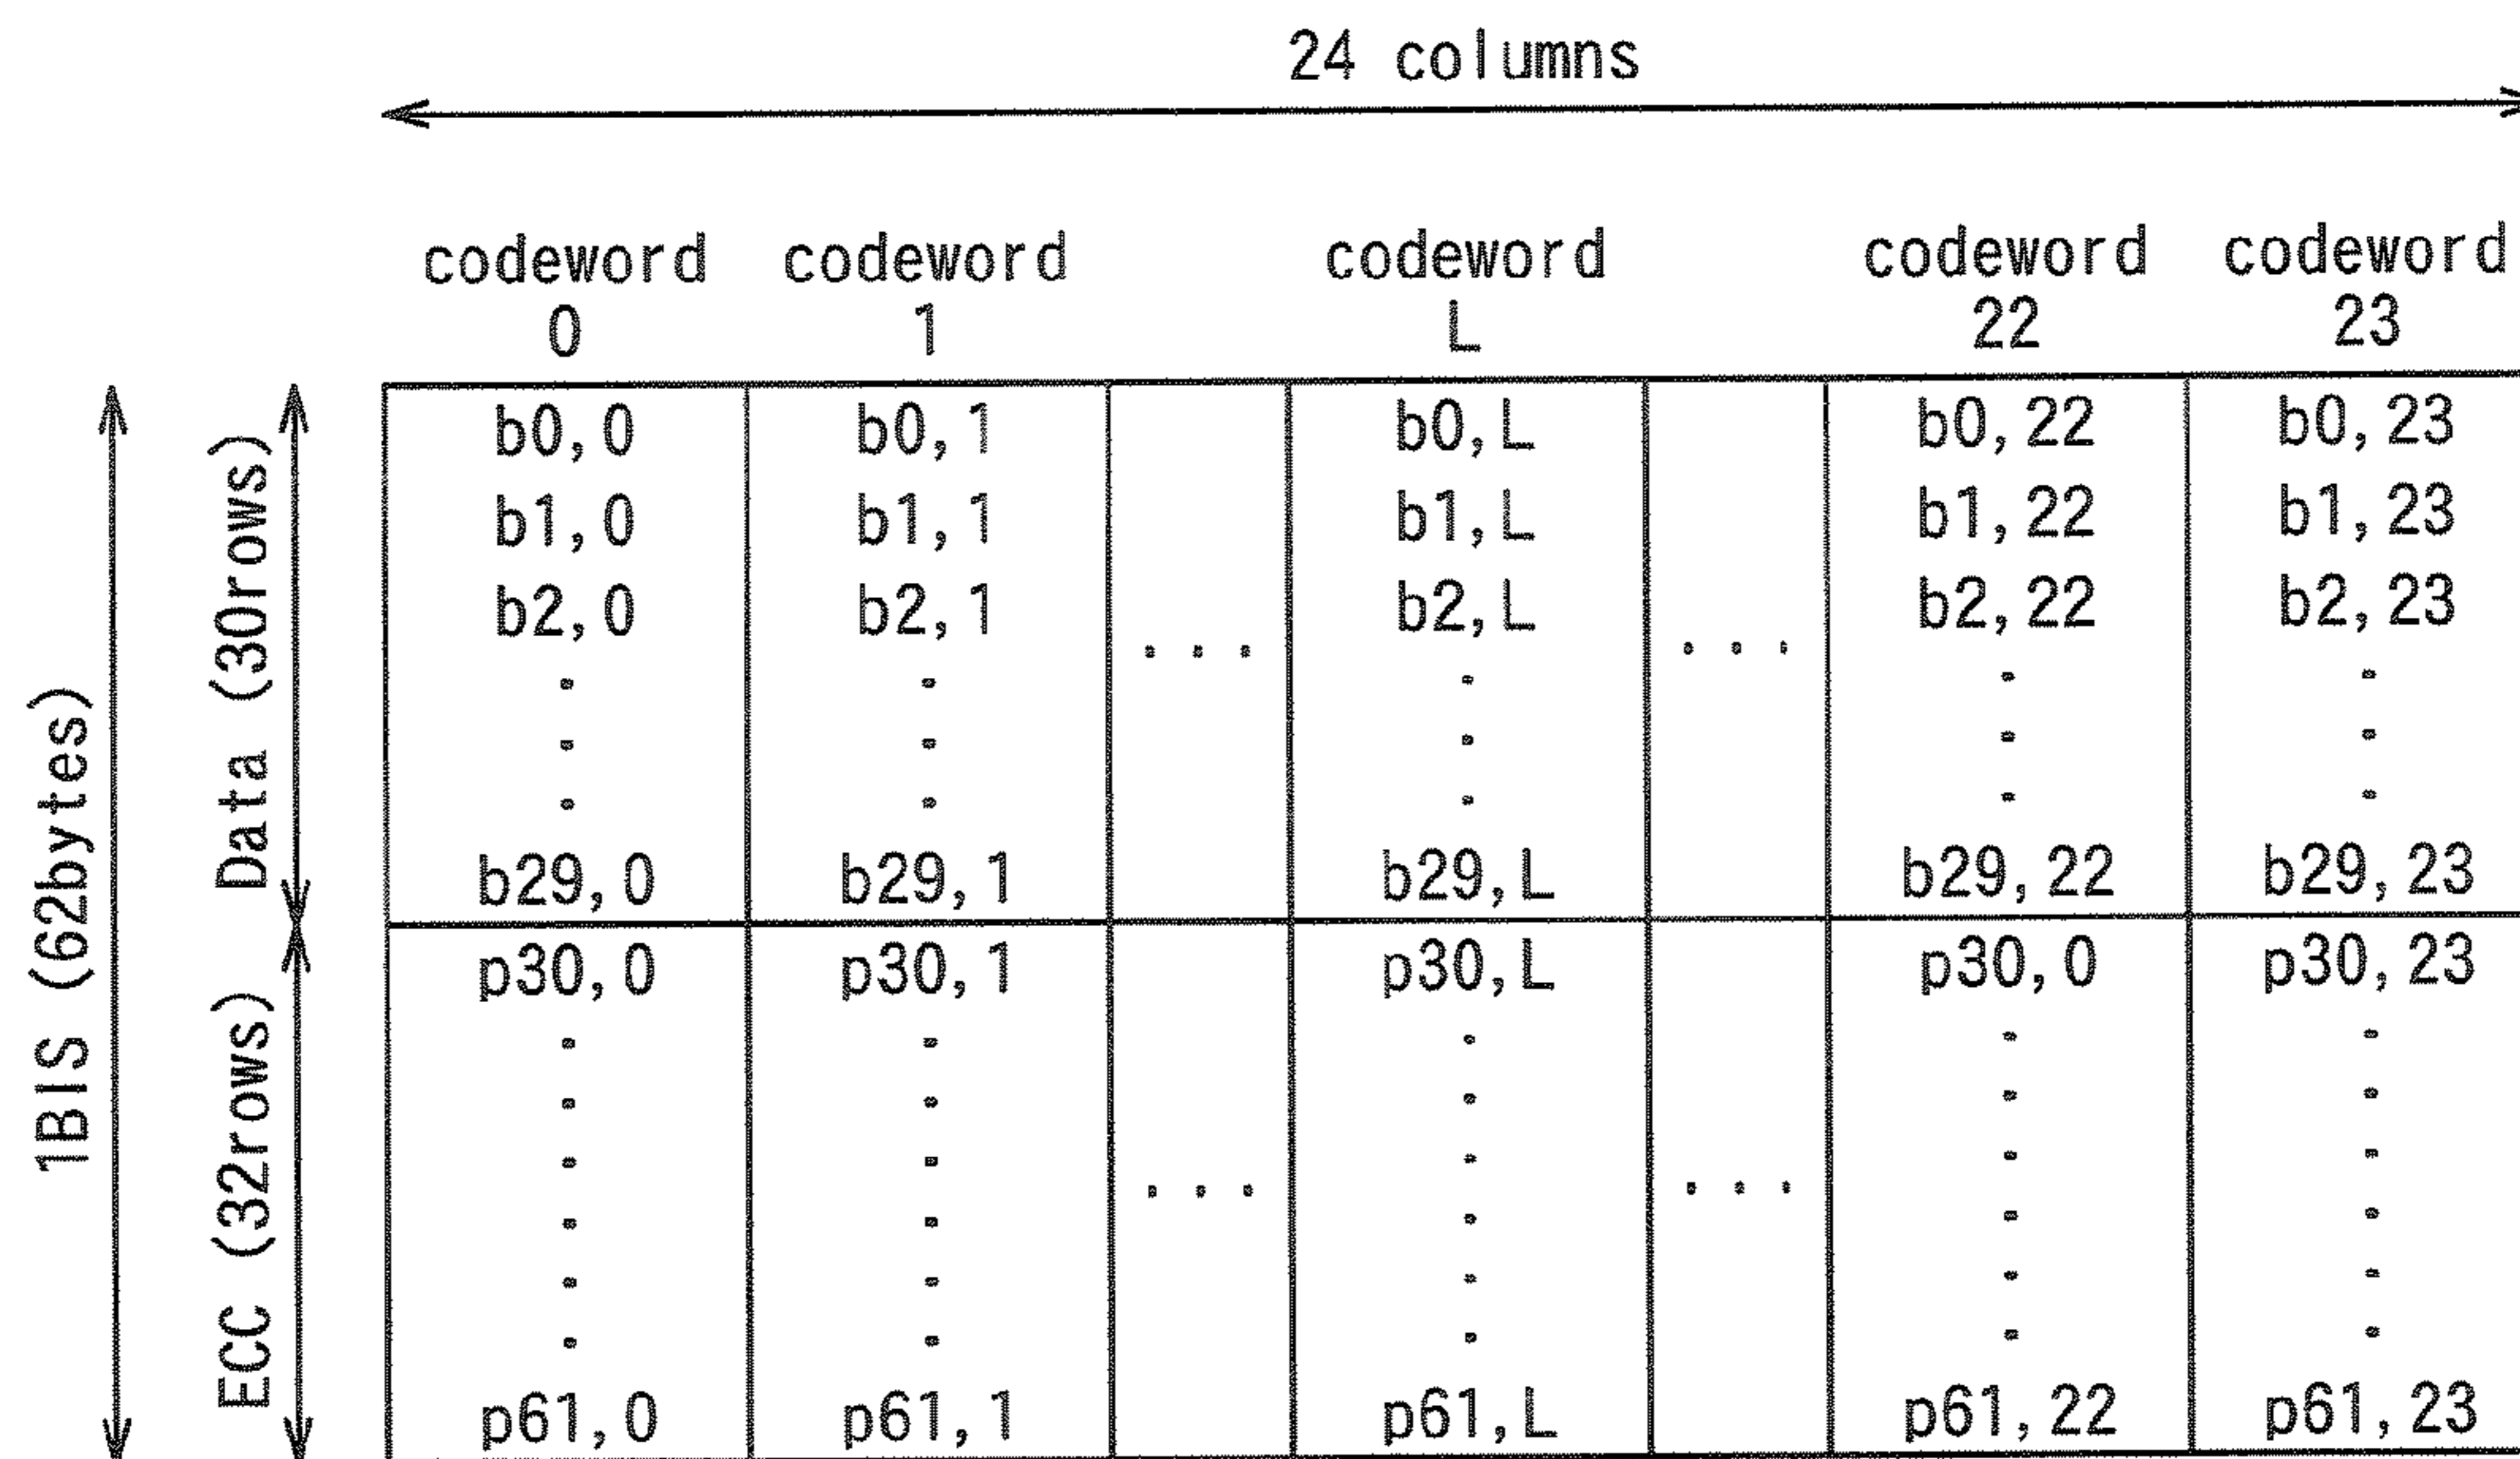 24 columns
codeword 0
codeword 1
codeword L
codeword 22
codeword 23
1BIS (62bytes)
Data (30rows)
b0,0 b0,1 b0,L b0,22 b0,23
b1,0 b1,1 b1,L b1,22 b1,23
b2,0 b2,1 b2,L b2,22 b2,23
b29,0 b29,1 b29,L b29,22 b29,23
ECC (32rows)
p30,0 p30,1 p30,L p30,0 p30,23
p61,0 p61,1 p61,L p61,22 p61,23